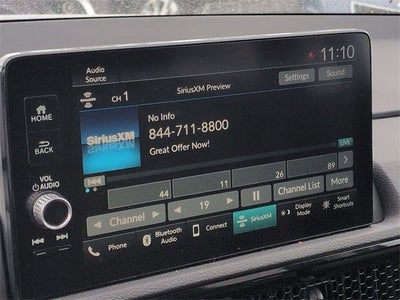 11:10
Audio
Source
Settings
Sound
CH 1
SiriusXM Preview
HOME
No Info
844-711-8800
Great Offer Now!
SiriusXM
BACK
LIVE
VOL
AUDIO
44
11
26
89
Channel
19
Channel List
More
Phone
Bluetooth
Audio
Connect
SiriusXM
Display
Mode
Smart
Shortcuts